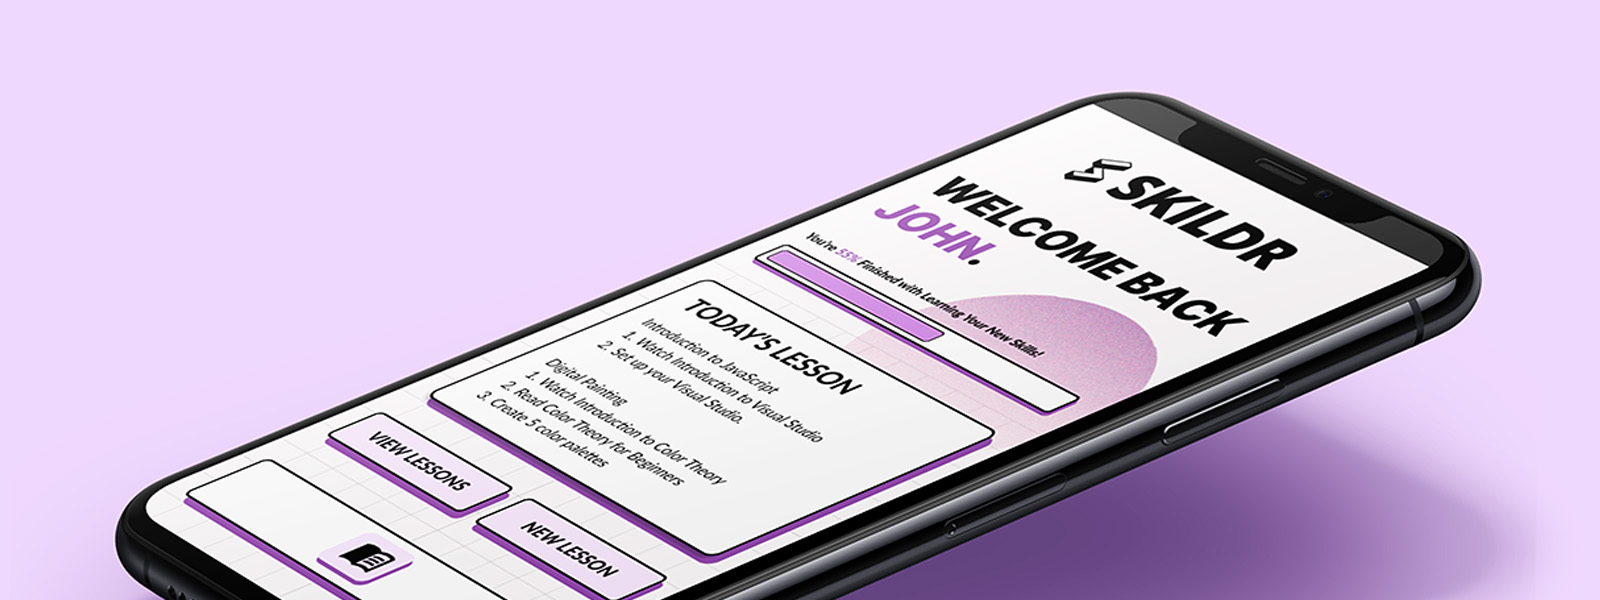 SKILDR
WELCOME BACK
JOHN.
You're 55% Finished with Learning Your New Skills!
TODAY'S LESSON
Introduction to JavaScript
1. Watch Introduction to Visual Studio
2. Set up your Visual Studio.
Digital Painting
1. Watch Introduction to Color Theory
2. Read Color Theory for Beginners
3. Create 5 color palettes
VIEW LESSONS
NEW LESSON